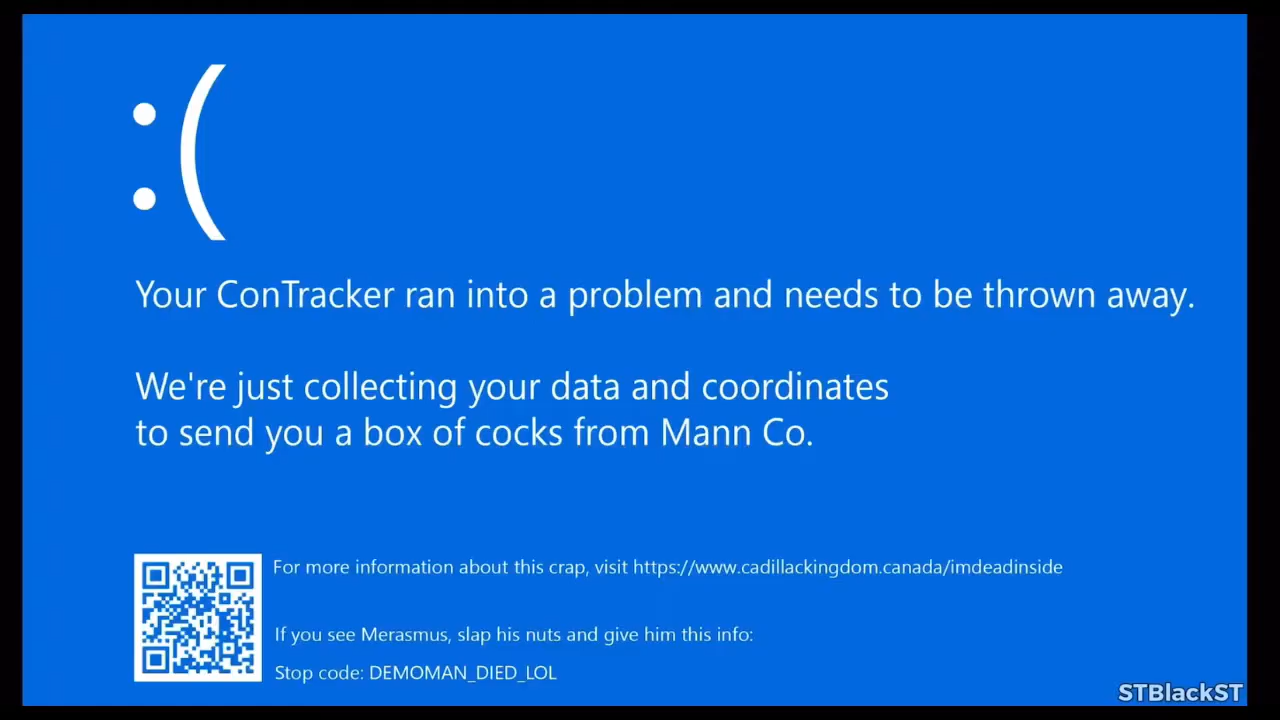 :(
Your ConTracker ran into a problem and needs to be thrown away.
We're just collecting your data and coordinates
to send you a box of cocks from Mann Co.
For more information about this crap, visit https://www.cadillackingdom.canada/imdeadinside
If you see Merasmus, slap his nuts and give him this info:
Stop code: DEMOMAN_DIED_LOL
STBlackST